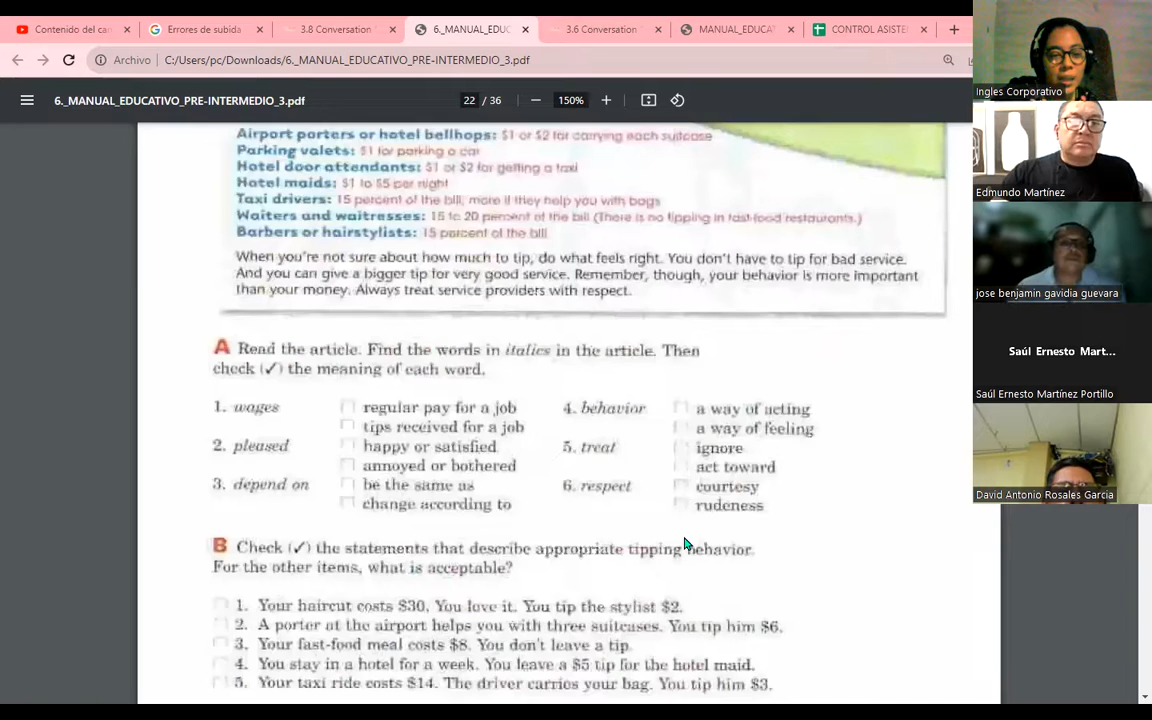 Contenido del ca
Errores de subida
3.8 Conversation
6._MANUAL_EDUC
3.6 Conversation
MANUAL_EDUCA
CONTROL ASISTE
Archivo
C:/Users/pc/Downloads/6._MANUAL_EDUCATIVO_PRE-INTERMEDIO_3.pdf
6._MANUAL_EDUCATIVO_PRE-INTERMEDIO_3.pdf
22 / 36
150%
Airport porters or hotel bellhops: $1 or $2 for carrying each suitcase
Parking valets: $1 for parking a car
Hotel door attendants: $1 or $2 for getting a taxi
Hotel maids: $1 to $5 per night
Taxi drivers: 15 percent of the bill; more if they help you with bags
Waiters and waitresses: 15 to 20 percent of the bill (There is no tipping in fast-food restaurants.)
Barbers or hairstylists: 15 percent of the bill
When you're not sure about how much to tip, do what feels right. You don't have to tip for bad service.
And you can give a bigger tip for very good service. Remember, though, your behavior is more important
than your money. Always treat service providers with respect.
A Read the article. Find the words in italics in the article. Then
check (✓) the meaning of each word.
1. wages
regular pay for a job
tips received for a job
2. pleased
happy or satisfied
annoyed or bothered
3. depend on
be the same as
change according to
4. behavior
a way of acting
a way of feeling
5. treat
ignore
act toward
6. respect
courtesy
rudeness
B Check (✓) the statements that describe appropriate tipping behavior.
For the other items, what is acceptable?
1. Your haircut costs $30. You love it. You tip the stylist $2.
2. A porter at the airport helps you with three suitcases. You tip him $6.
3. Your fast-food meal costs $8. You don't leave a tip.
4. You stay in a hotel for a week. You leave a $5 tip for the hotel maid.
5. Your taxi ride costs $14. The driver carries your bag. You tip him $3.
Ingles Corporativo
Edmundo Martínez
jose benjamin gavidia guevara
Saúl Ernesto Mart...
Saúl Ernesto Martínez Portillo
David Antonio Rosales Garcia